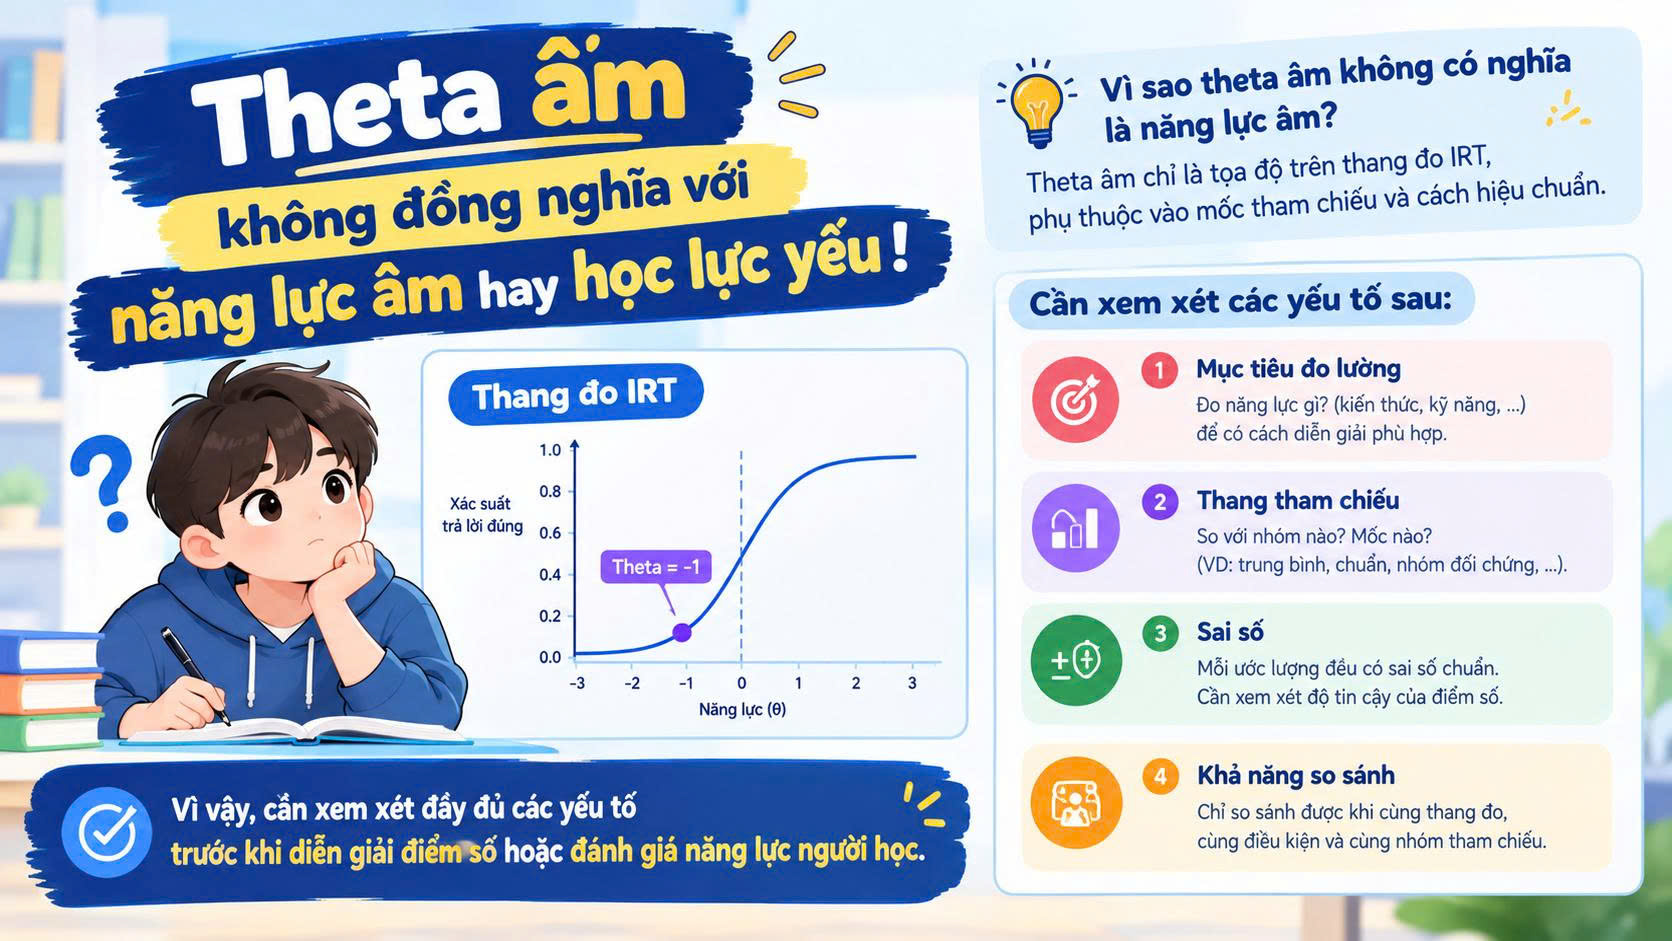 Theta âm
không đồng nghĩa với
năng lực âm hay học lực yếu!
Thang đo IRT
Xác suất
trả lời đúng
1.0
0.8
0.6
0.4
0.2
0.0
Theta = -1
-3 -2 -1 0 1 2 3
Năng lực (θ)
Vì vậy, cần xem xét đầy đủ các yếu tố
trước khi diễn giải điểm số hoặc đánh giá năng lực người học.
Vì sao theta âm không có nghĩa
là năng lực âm?
Theta âm chỉ là tọa độ trên thang đo IRT,
phụ thuộc vào mốc tham chiếu và cách hiệu chuẩn.
Cần xem xét các yếu tố sau:
1 Mục tiêu đo lường
Đo năng lực gì? (kiến thức, kỹ năng, ...)
để có cách diễn giải phù hợp.
2 Thang tham chiếu
So với nhóm nào? Mốc nào?
(VD: trung bình, chuẩn, nhóm đối chứng, ...).
3 Sai số
Mỗi ước lượng đều có sai số chuẩn.
Cần xem xét độ tin cậy của điểm số.
4 Khả năng so sánh
Chỉ so sánh được khi cùng thang đo,
cùng điều kiện và cùng nhóm tham chiếu.